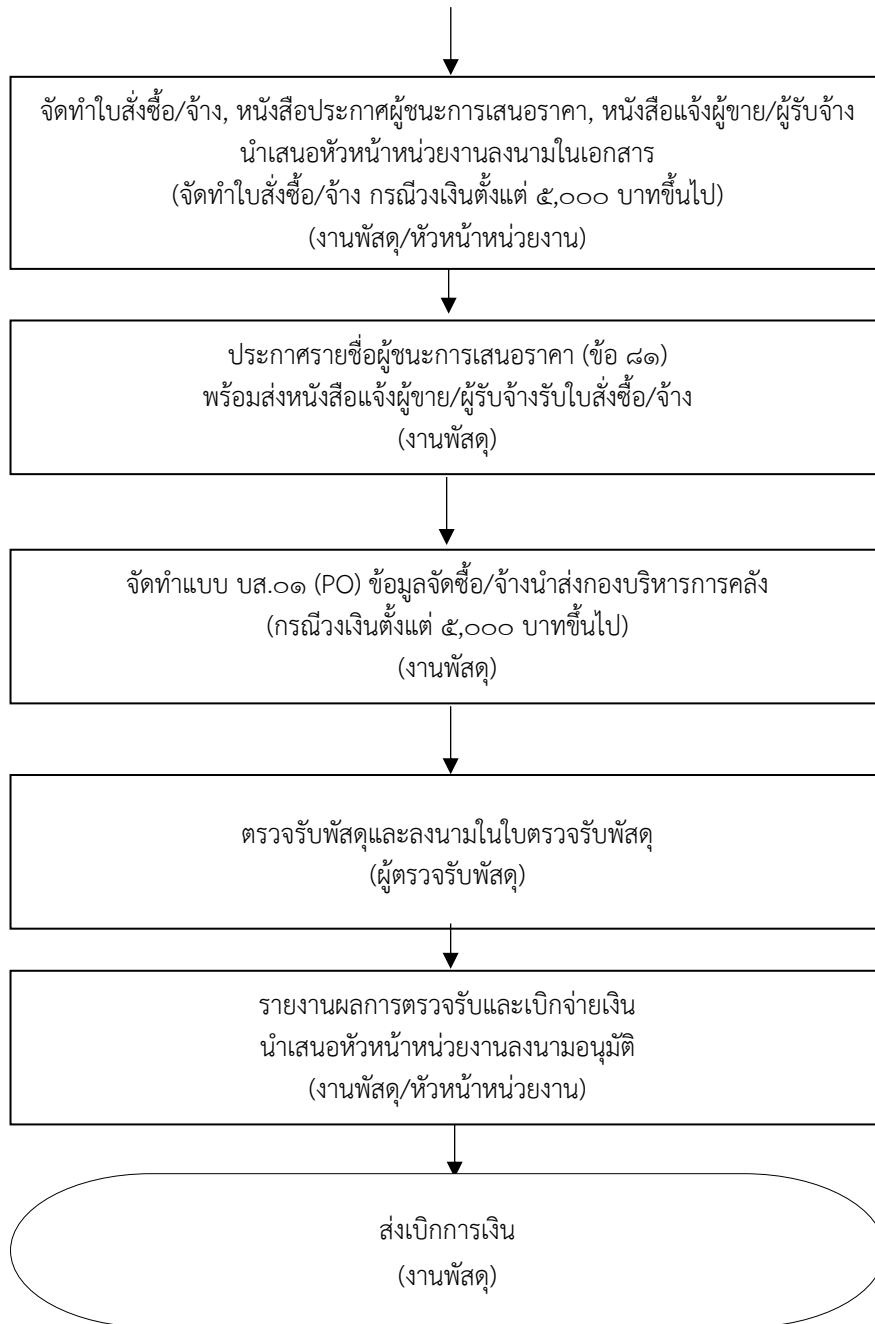 จัดทำใบสั่งซื้อ/จ้าง, หนังสือประกาศผู้ชนะการเสนอราคา, หนังสือแจ้งผู้ขาย/ผู้รับจ้าง
นำเสนอหัวหน้าหน่วยงานลงนามในเอกสาร
(จัดทำใบสั่งซื้อ/จ้าง กรณีวงเงินตั้งแต่ ๕,๐๐๐ บาทขึ้นไป)
(งานพัสดุ/หัวหน้าหน่วยงาน)
ประกาศรายชื่อผู้ชนะการเสนอราคา (ข้อ ๘๑)
พร้อมส่งหนังสือแจ้งผู้ขาย/ผู้รับจ้างรับใบสั่งซื้อ/จ้าง
(งานพัสดุ)
จัดทำแบบ บส.๐๑ (PO) ข้อมูลจัดซื้อ/จ้างนำส่งกองบริหารการคลัง
(กรณีวงเงินตั้งแต่ ๕,๐๐๐ บาทขึ้นไป)
(งานพัสดุ)
ตรวจรับพัสดุและลงนามในใบตรวจรับพัสดุ
(ผู้ตรวจรับพัสดุ)
รายงานผลการตรวจรับและเบิกจ่ายเงิน
นำเสนอหัวหน้าหน่วยงานลงนามอนุมัติ
(งานพัสดุ/หัวหน้าหน่วยงาน)
ส่งเบิกการเงิน
(งานพัสดุ)